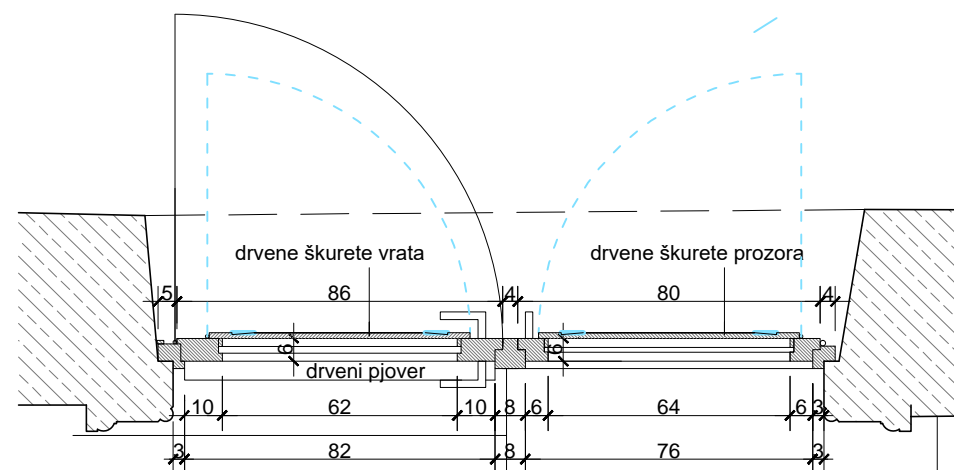 drvene škurete vrata
drvene škurete prozora
5 86 4 80 4
6 6
drveni pjover
10 62 10 8 6 64 6 3
3 82 8 76 3